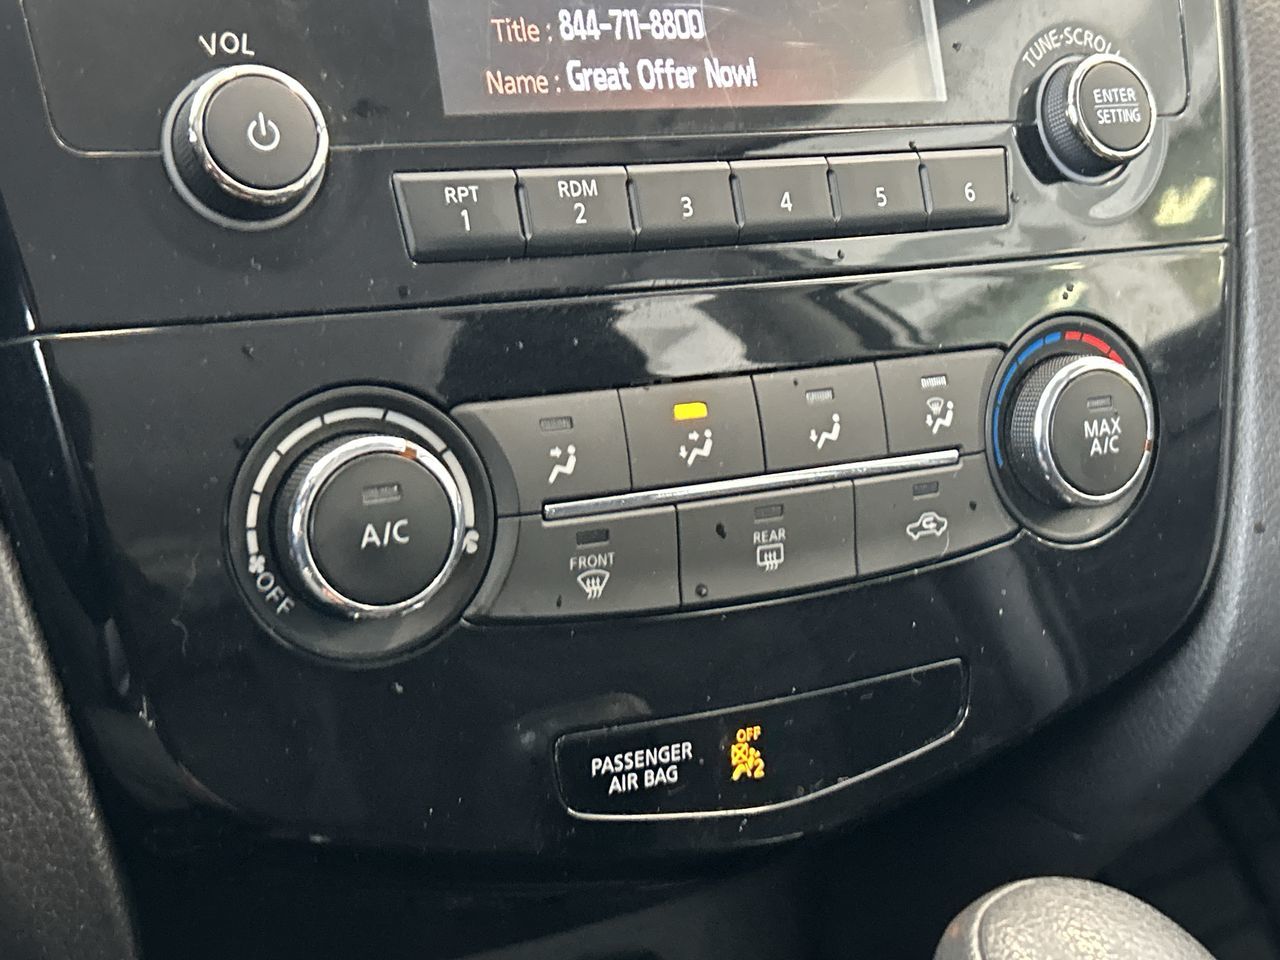 VOL
Title : 844-711-8800
Name : Great Offer Now!
TUNE·SCROLL
ENTER
SETTING
RPT
1
RDM
2
3
4
5
6
A/C
OFF
MAX
A/C
FRONT
REAR
PASSENGER
AIR BAG
OFF
2